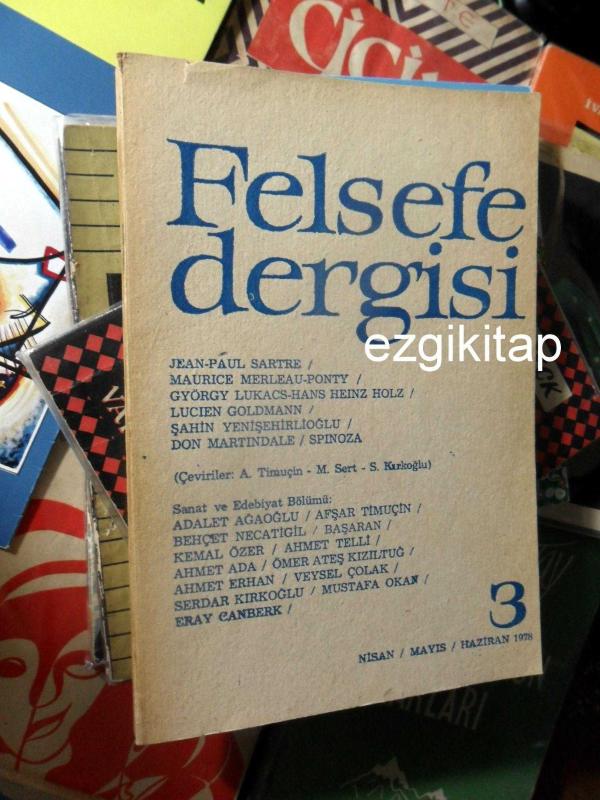 CİCİ
Felsefe
dergisi
ezgikitap
JEAN-PAUL SARTRE /
MAURICE MERLEAU-PONTY /
GYÖRGY LUKACS-HANS HEINZ HOLZ /
LUCIEN GOLDMANN /
ŞAHİN YENİŞEHİRLİOĞLU /
DON MARTINDALE / SPINOZA
(Çeviriler: A. Timuçin - M. Sert - S. Kırkoğlu)
Sanat ve Edebiyat Bölümü:
ADALET AĞAOĞLU / AFŞAR TİMUÇİN /
BEHÇET NECATİGİL / BAŞARAN /
KEMAL ÖZER / AHMET TELLİ /
AHMET ADA / ÖMER ATEŞ KIZILTUĞ /
AHMET ERHAN / VEYSEL ÇOLAK /
SERDAR KIRKOĞLU / MUSTAFA OKAN /
ERAY CANBERK /
3
NİSAN / MAYIS / HAZİRAN 1978